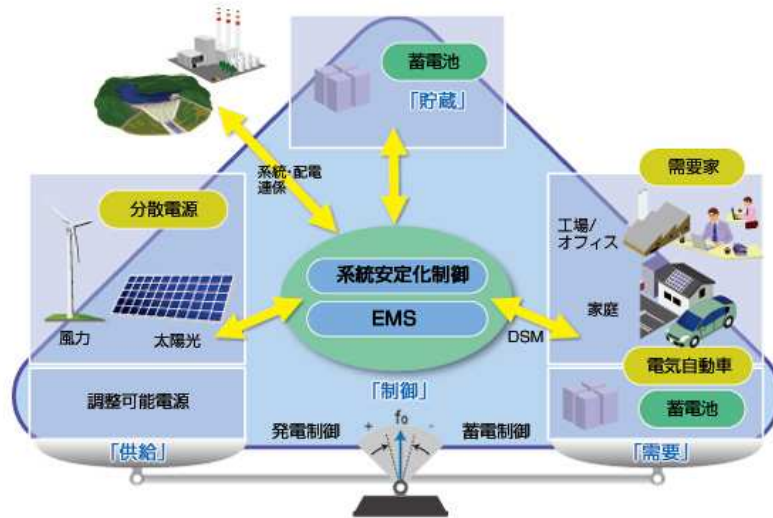 蓄電池
「貯蔵」
系統・配電
連係
分散電源
風力
太陽光
調整可能電源
「供給」
系統安定化制御
EMS
「制御」
DSM
需要家
工場/
オフィス
家庭
電気自動車
蓄電池
「需要」
発電制御
+
f0
-
蓄電制御